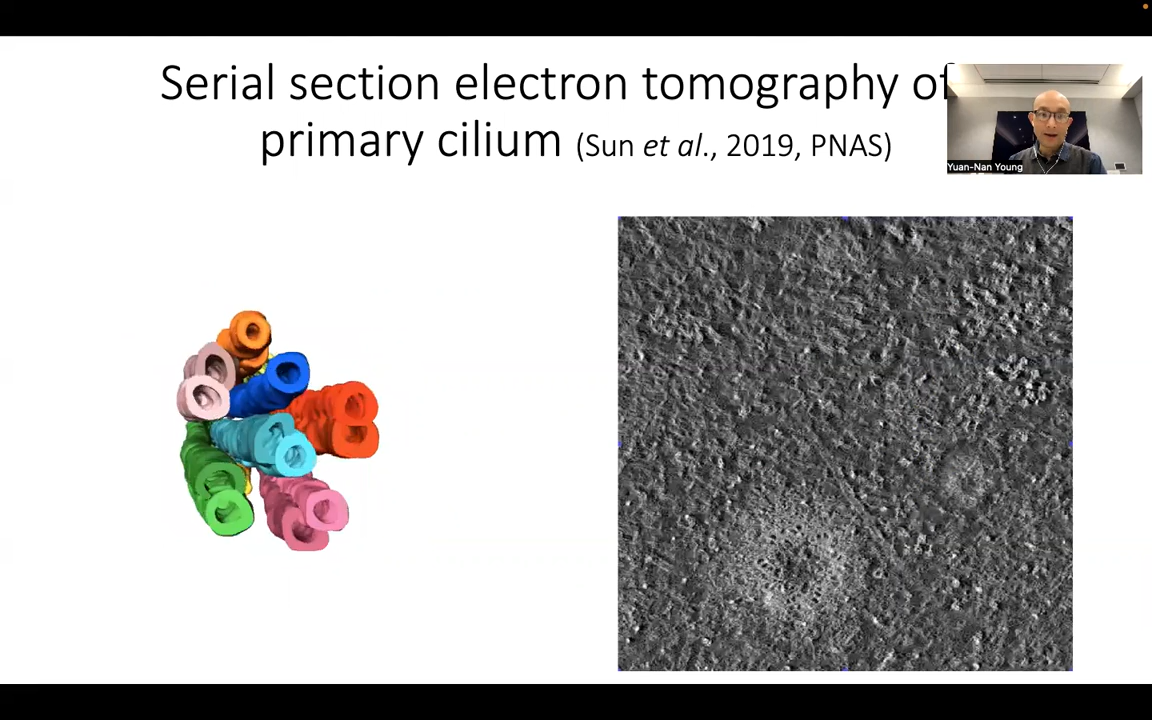 Serial section electron tomography of
primary cilium (Sun et al., 2019, PNAS)
Yuan-Nan Young